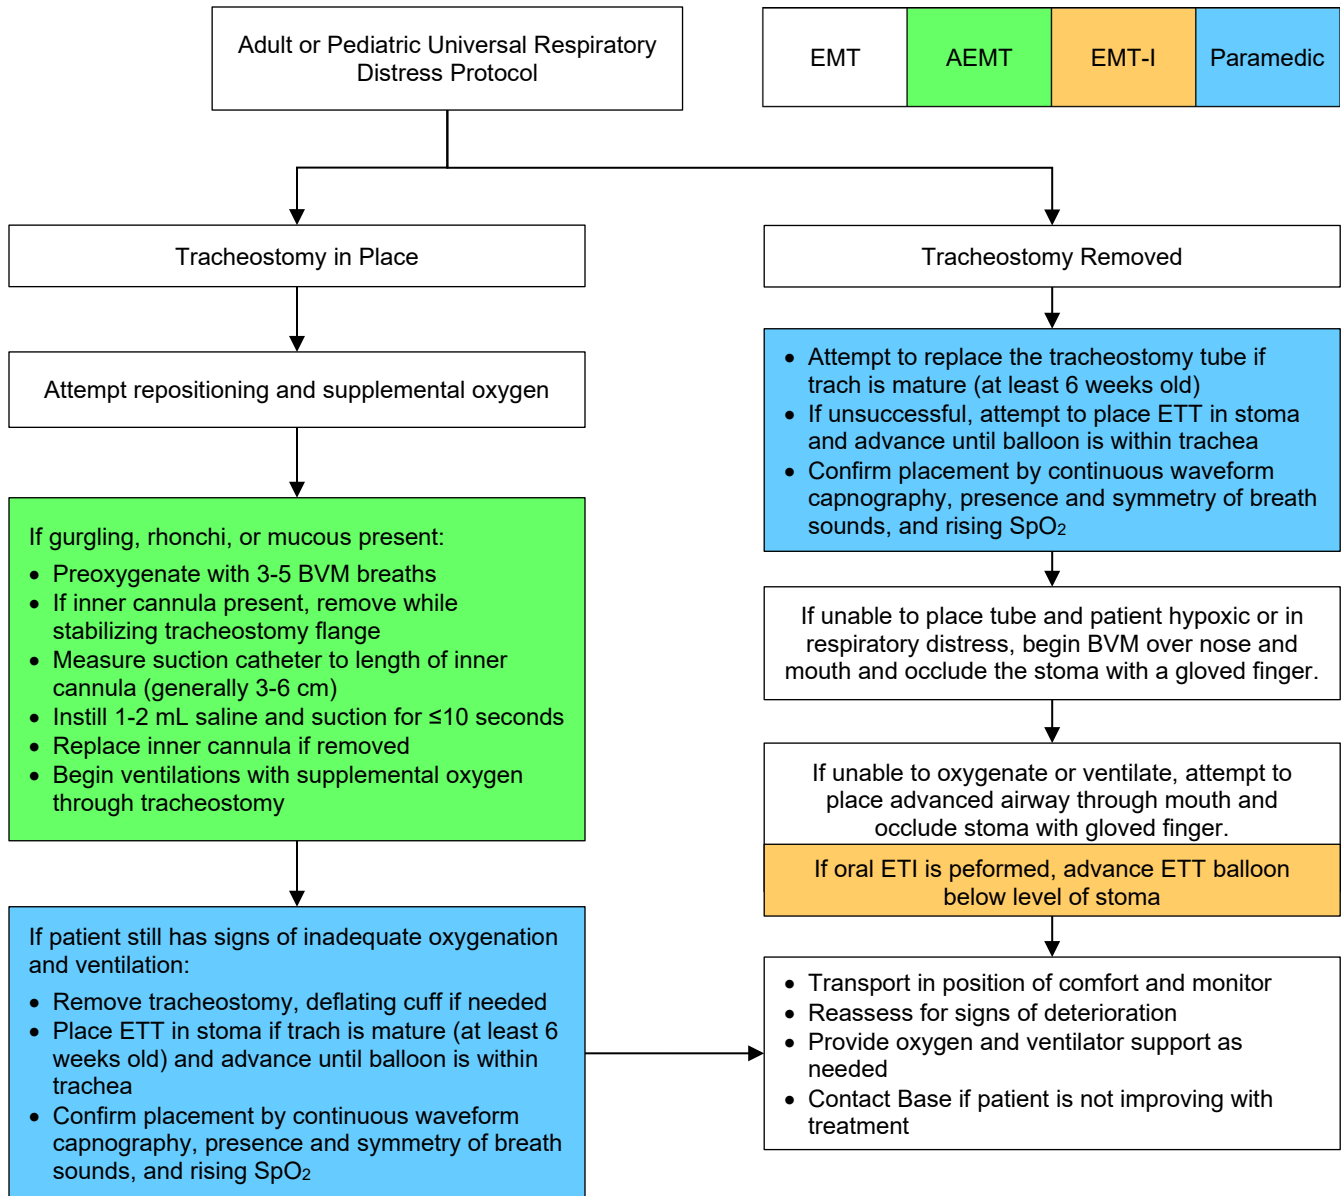 Adult or Pediatric Universal Respiratory
Distress Protocol
EMT
AEMT
EMT-I
Paramedic
Tracheostomy in Place
Attempt repositioning and supplemental oxygen
If gurgling, rhonchi, or mucous present:
• Preoxygenate with 3-5 BVM breaths
• If inner cannula present, remove while
stabilizing tracheostomy flange
• Measure suction catheter to length of inner
cannula (generally 3-6 cm)
• Instill 1-2 mL saline and suction for ≤10 seconds
• Replace inner cannula if removed
• Begin ventilations with supplemental oxygen
through tracheostomy
If patient still has signs of inadequate oxygenation
and ventilation:
• Remove tracheostomy, deflating cuff if needed
• Place ETT in stoma if trach is mature (at least 6
weeks old) and advance until balloon is within
trachea
• Confirm placement by continuous waveform
capnography, presence and symmetry of breath
sounds, and rising SpO₂
Tracheostomy Removed
• Attempt to replace the tracheostomy tube if
trach is mature (at least 6 weeks old)
• If unsuccessful, attempt to place ETT in stoma
and advance until balloon is within trachea
• Confirm placement by continuous waveform
capnography, presence and symmetry of breath
sounds, and rising SpO₂
If unable to place tube and patient hypoxic or in
respiratory distress, begin BVM over nose and
mouth and occlude the stoma with a gloved finger.
If unable to oxygenate or ventilate, attempt to
place advanced airway through mouth and
occlude stoma with gloved finger.
If oral ETI is peformed, advance ETT balloon
below level of stoma
• Transport in position of comfort and monitor
• Reassess for signs of deterioration
• Provide oxygen and ventilator support as
needed
• Contact Base if patient is not improving with
treatment